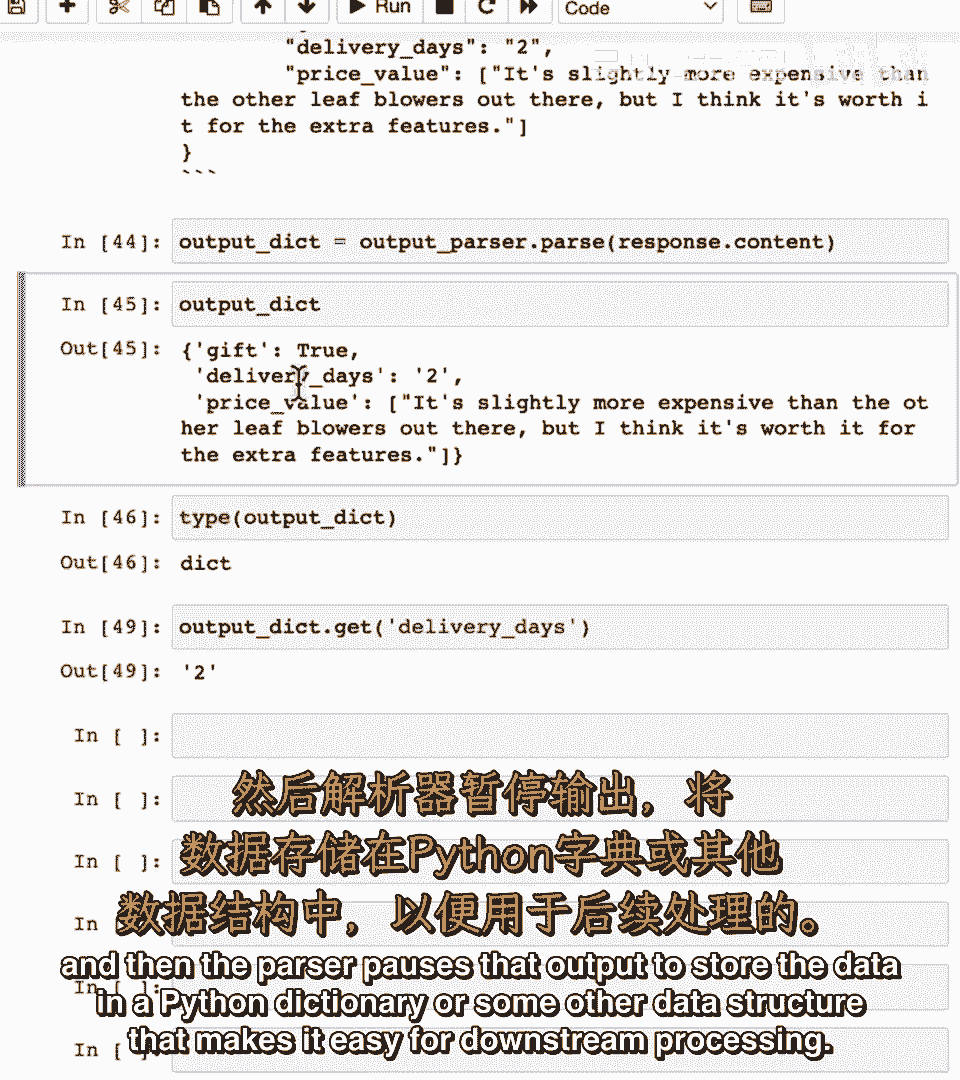 Run
Code
"delivery_days": "2",
"price_value": ["It's slightly more expensive than
the other leaf blowers out there, but I think it's worth i
t for the extra features."]
}
```
In [44]: output_dict = output_parser.parse(response.content)
In [45]: output_dict
Out[45]: {'gift': True,
'delivery_days': '2',
'price_value': ["It's slightly more expensive than the ot
her leaf blowers out there, but I think it's worth it for
the extra features."]}
In [46]: type(output_dict)
Out[46]: dict
In [49]: output_dict.get('delivery_days')
Out[49]: '2'
In [ ]:
In [ ]:
In [ ]:
In
In [
In [
然后解析器暂停输出，将
数据存储在Python字典或其他
数据结构中，以便用于后续处理的。
and then the parser pauses that output to store the data
in a Python dictionary or some other data structure
that makes it easy for downstream processing.